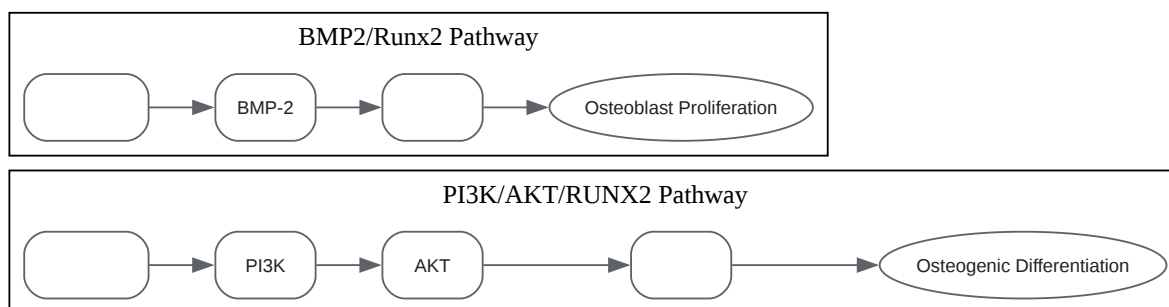 BMP2/Runx2 Pathway
BMP-2
Osteoblast Proliferation
PI3K/AKT/RUNX2 Pathway
PI3K
AKT
Osteogenic Differentiation